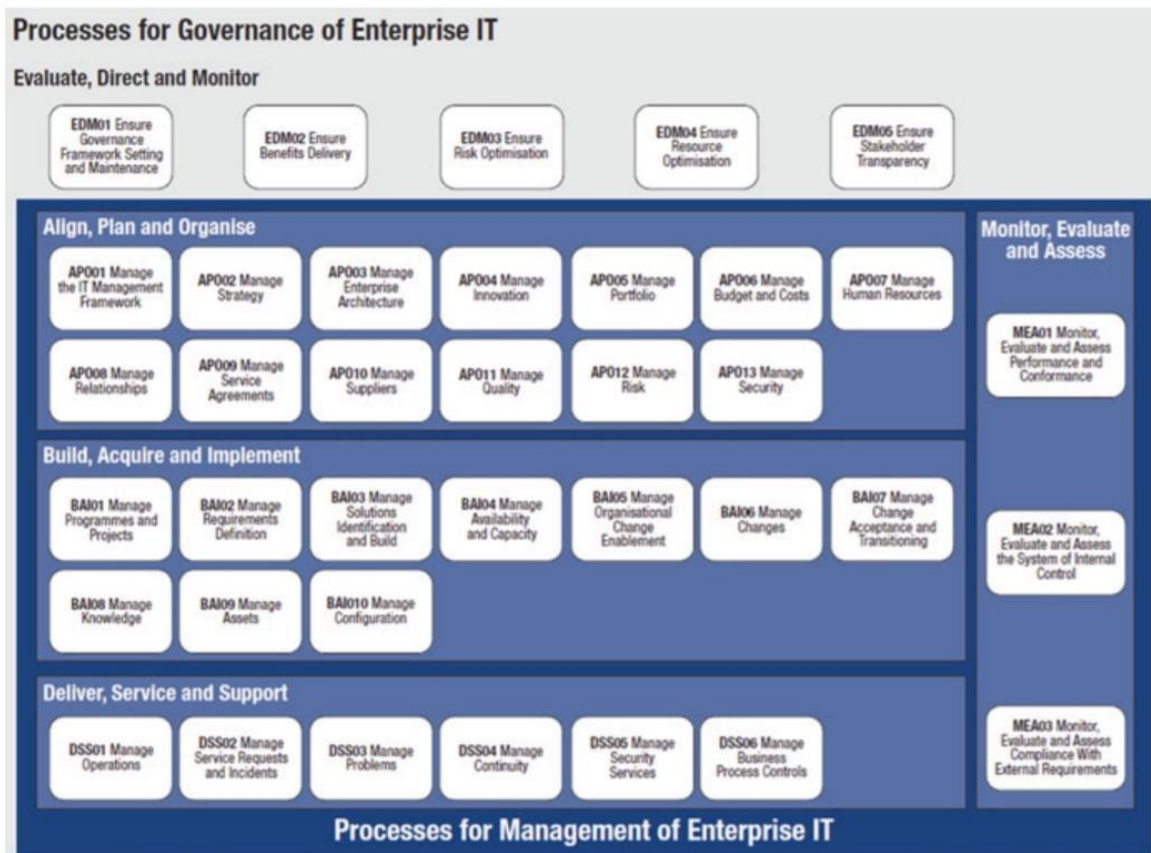 Processes for Governance of Enterprise IT
Evaluate, Direct and Monitor
EDM01 Ensure
Governance
Framework Setting
and Maintenance
EDM02 Ensure
Benefits Delivery
EDM03 Ensure
Risk Optimisation
EDM04 Ensure
Resource
Optimisation
EDM05 Ensure
Stakeholder
Transparency
Align, Plan and Organise
APO01 Manage
the IT Management
Framework
APO02 Manage
Strategy
APO03 Manage
Enterprise
Architecture
APO04 Manage
Innovation
APO05 Manage
Portfolio
APO06 Manage
Budget and Costs
APO07 Manage
Human Resources
APO08 Manage
Relationships
APO09 Manage
Service
Agreements
APO10 Manage
Suppliers
APO11 Manage
Quality
APO12 Manage
Risk
APO13 Manage
Security
Build, Acquire and Implement
BAI01 Manage
Programmes and
Projects
BAI02 Manage
Requirements
Definition
BAI03 Manage
Solutions
Identification
and Build
BAI04 Manage
Availability
and Capacity
BAI05 Manage
Organisational
Change
Enablement
BAI06 Manage
Changes
BAI07 Manage
Change
Acceptance and
Transitioning
BAI08 Manage
Knowledge
BAI09 Manage
Assets
BAI010 Manage
Configuration
Deliver, Service and Support
DSS01 Manage
Operations
DSS02 Manage
Service Requests
and Incidents
DSS03 Manage
Problems
DSS04 Manage
Continuity
DSS05 Manage
Security
Services
DSS06 Manage
Business
Process Controls
Monitor, Evaluate
and Assess
MEA01 Monitor,
Evaluate and Assess
Performance and
Conformance
MEA02 Monitor,
Evaluate and Assess
the System of Internal
Control
MEA03 Monitor,
Evaluate and Assess
Compliance With
External Requirements
Processes for Management of Enterprise IT